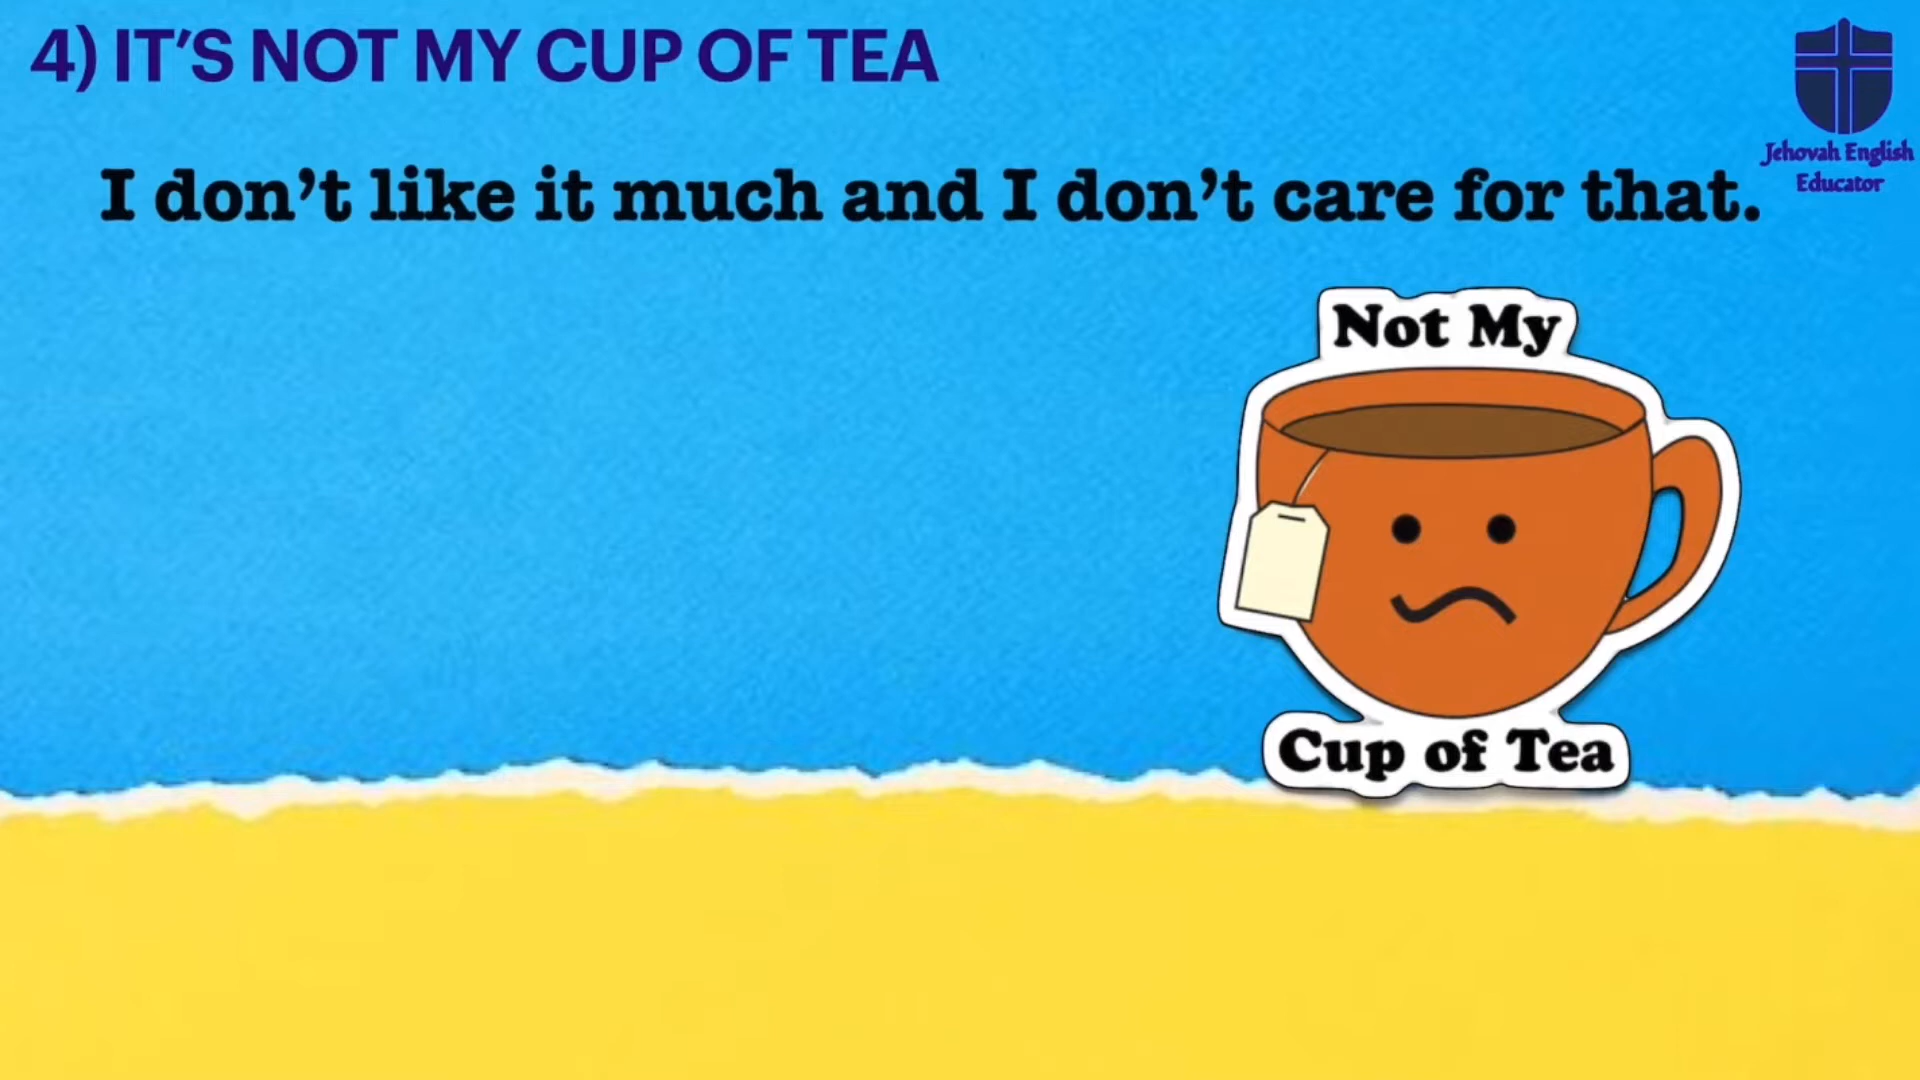 4) IT'S NOT MY CUP OF TEA
Jehovah English
Educator
I don't like it much and I don't care for that.
Not My
Cup of Tea